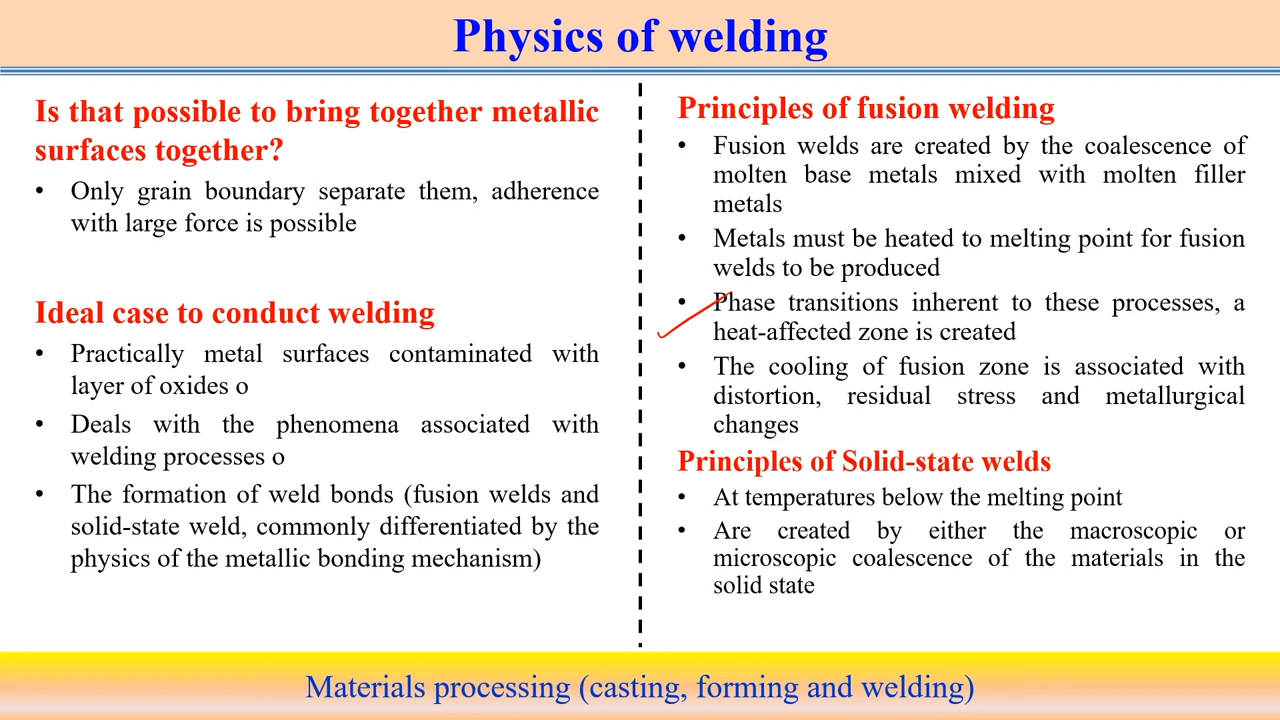 Physics of welding
Is that possible to bring together metallic
surfaces together?
• Only grain boundary separate them, adherence
with large force is possible
Ideal case to conduct welding
• Practically metal surfaces contaminated with
layer of oxides o
• Deals with the phenomena associated with
welding processes o
• The formation of weld bonds (fusion welds and
solid-state weld, commonly differentiated by the
physics of the metallic bonding mechanism)
Principles of fusion welding
• Fusion welds are created by the coalescence of
molten base metals mixed with molten filler
metals
• Metals must be heated to melting point for fusion
welds to be produced
• Phase transitions inherent to these processes, a
heat-affected zone is created
• The cooling of fusion zone is associated with
distortion, residual stress and metallurgical
changes
Principles of Solid-state welds
• At temperatures below the melting point
• Are created by either the macroscopic or
microscopic coalescence of the materials in the
solid state
Materials processing (casting, forming and welding)